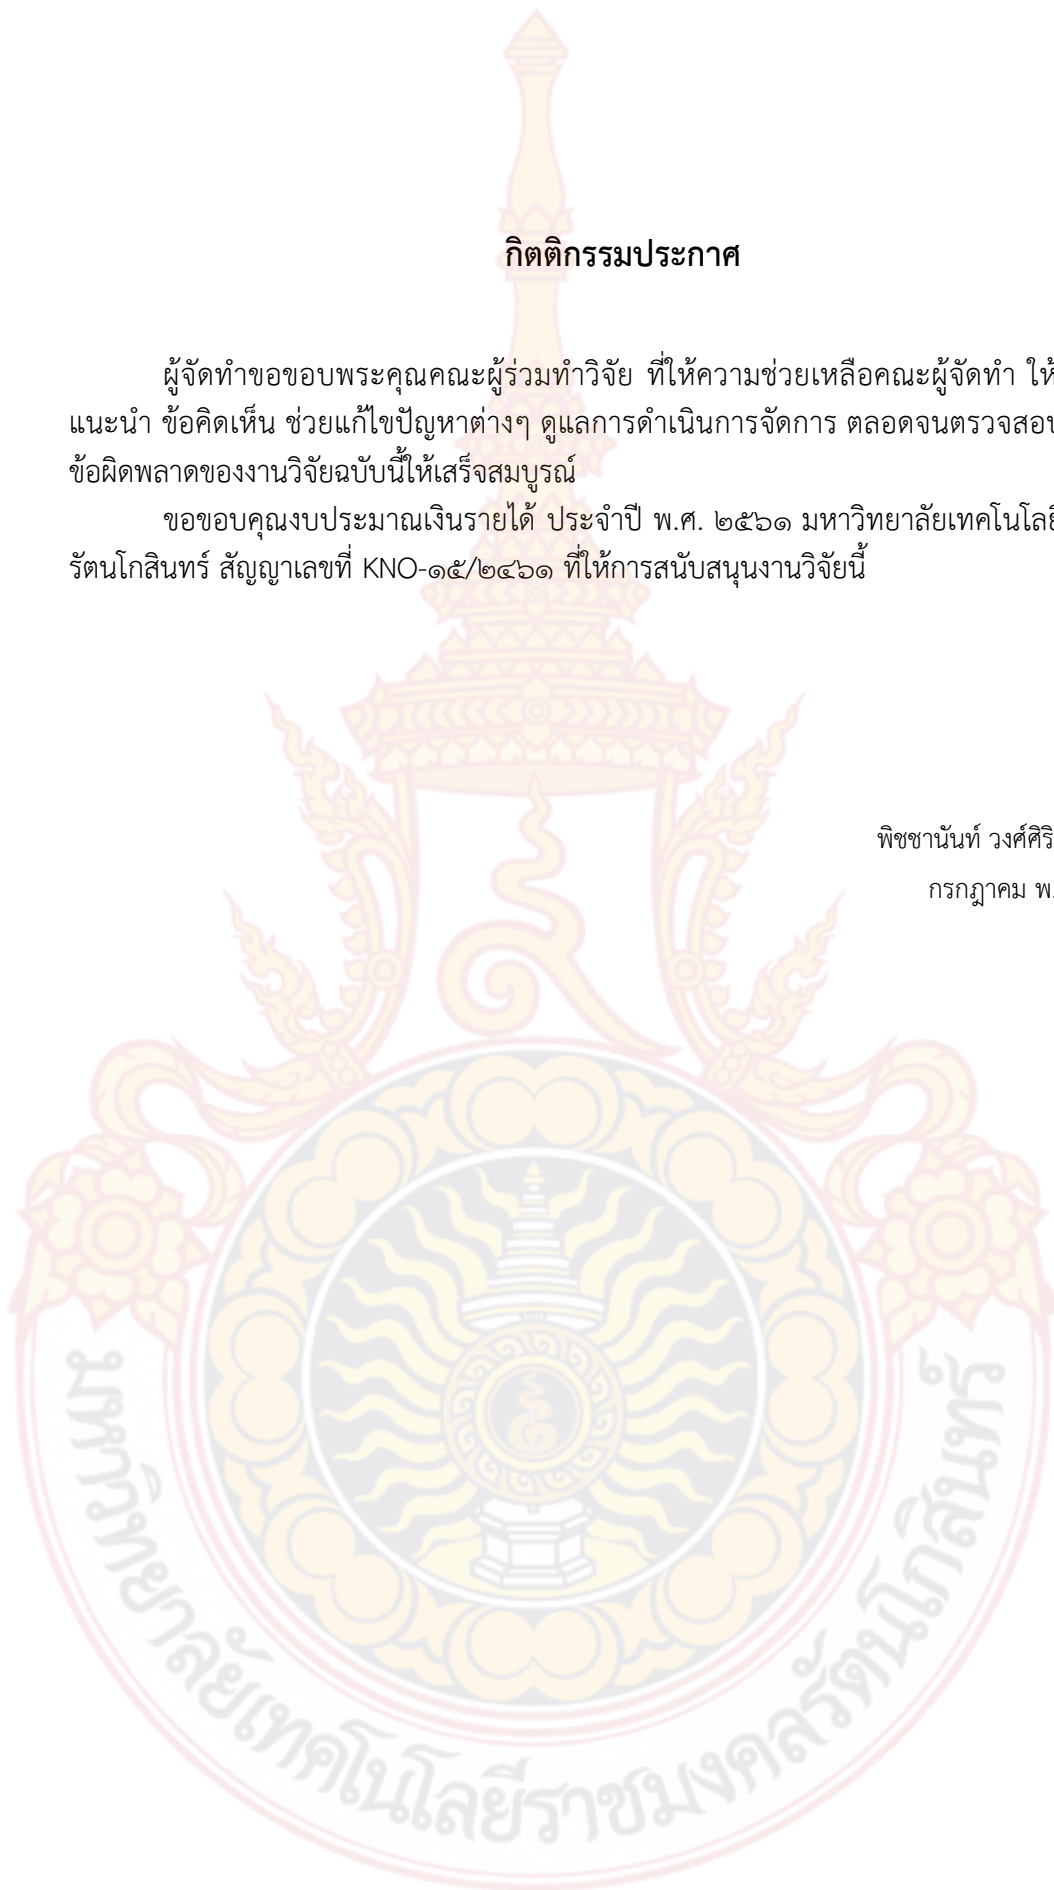 กิตติกรรมประกาศ
ผู้จัดทำขอขอบพระคุณคณะผู้ร่วมทำวิจัย ที่ให้ความช่วยเหลือคณะผู้จัดทำ ให้
แนะนำ ข้อคิดเห็น ช่วยแก้ไขปัญหาต่างๆ ดูแลการดำเนินการจัดการ ตลอดจนตรวจสอบ
ข้อผิดพลาดของงานวิจัยฉบับนี้ให้เสร็จสมบูรณ์
ขอขอบคุณงบประมาณเงินรายได้ ประจำปี พ.ศ. ๒๕๖๑ มหาวิทยาลัยเทคโนโลยี
รัตนโกสินทร์ สัญญาเลขที่ KNO-๑๕/๒๔๖๑ ที่ให้การสนับสนุนงานวิจัยนี้
พิชชานันท์ วงศ์ศิริ
กรกฎาคม พ.
มหาวิทยาลัยเทคโนโลยีราชมงคลรัตนโกสินทร์